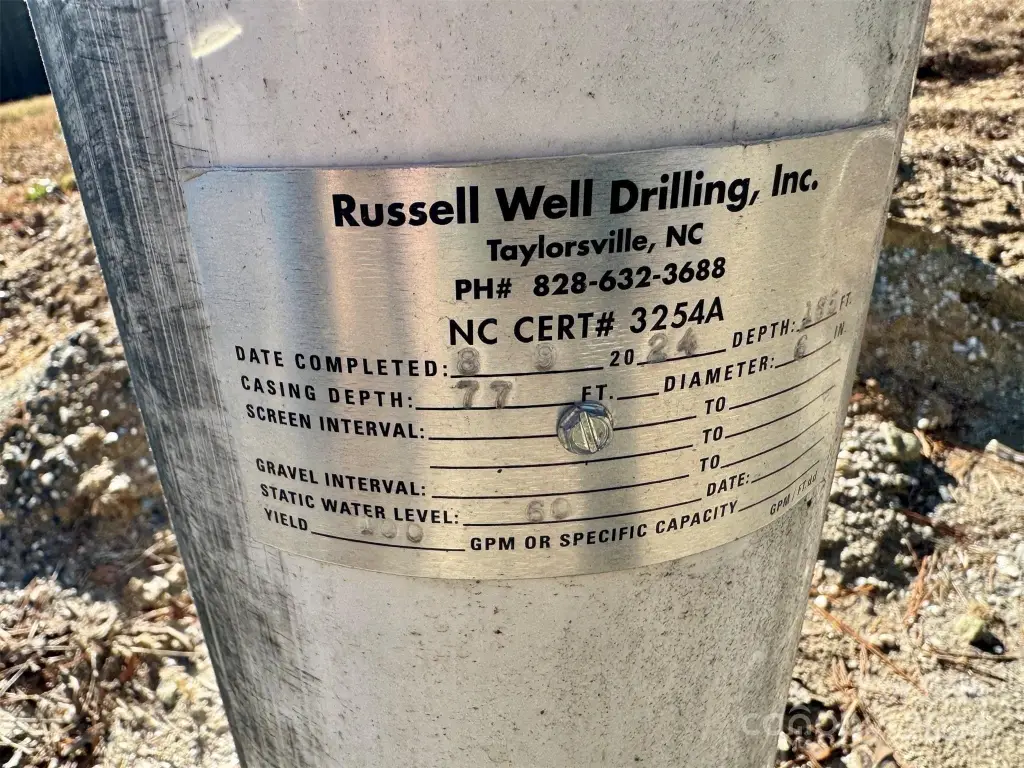 Russell Well Drilling, Inc.
Taylorsville, NC
PH# 828-632-3688
NC CERT# 3254A
DATE COMPLETED: 8 9 20 24 DEPTH: FT.
CASING DEPTH: 77 FT. DIAMETER: 6 IN.
SCREEN INTERVAL: TO
TO
GRAVEL INTERVAL: TO
STATIC WATER LEVEL: 60 DATE:
YIELD GPM OR SPECIFIC CAPACITY GPM / FT.DD